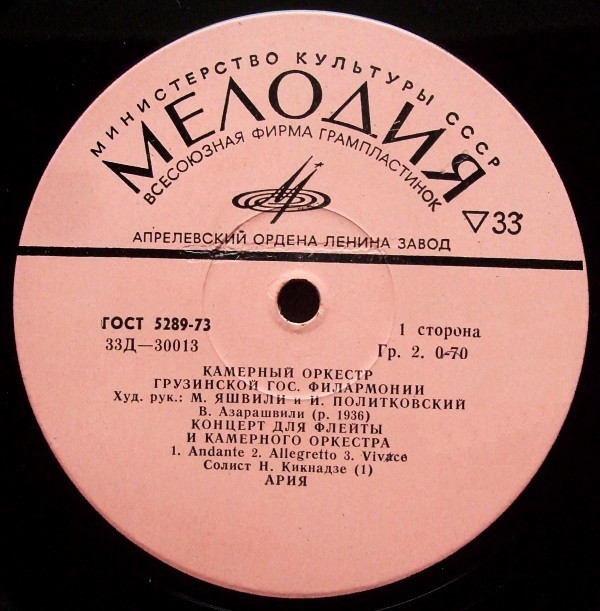 МИНИСТЕРСТВО КУЛЬТУРЫ СССР
МЕЛОДИЯ
ВСЕСОЮЗНАЯ ФИРМА ГРАМПЛАСТИНОК
▽33
АПРЕЛЕВСКИЙ ОРДЕНА ЛЕНИНА ЗАВОД
ГОСТ 5289-73
33Д—30013
1 сторона
Гр. 2. 0-70
КАМЕРНЫЙ ОРКЕСТР
ГРУЗИНСКОЙ ГОС. ФИЛАРМОНИИ
Худ. рук.: М. ЯШВИЛИ и И. ПОЛИТКОВСКИЙ
В. Азарашвили (р. 1936)
КОНЦЕРТ ДЛЯ ФЛЕЙТЫ
И КАМЕРНОГО ОРКЕСТРА
1. Andante 2. Allegretto 3. Vivace
Солист Н. Кикнадзе (1)
АРИЯ